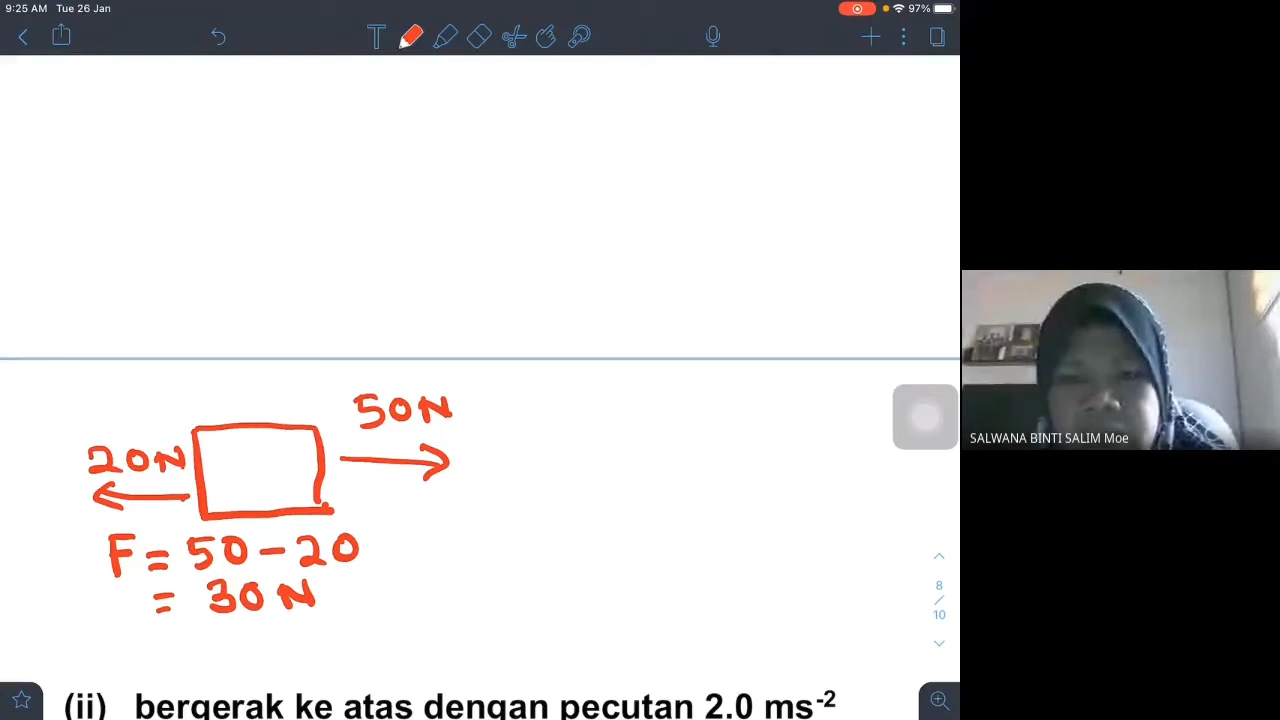 9:25 AM Tue 26 Jan
97%
T
50N
20N
F = 50 - 20
= 30 N
8
/
10
SALWANA BINTI SALIM Moe
(ii) bergerak ke atas dengan pecutan 2.0 ms⁻²